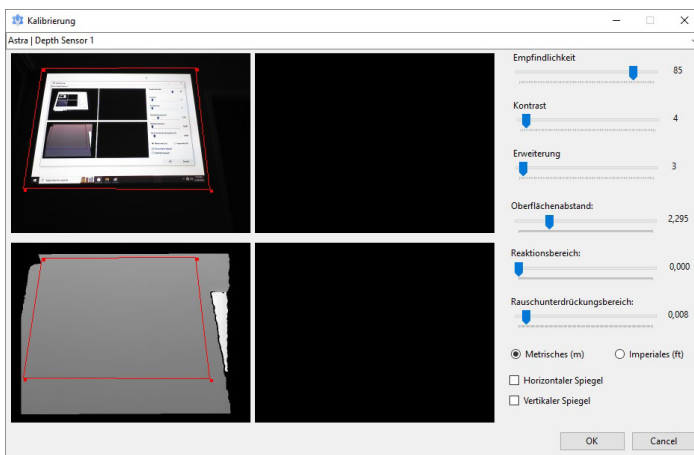 Kalibrierung
Astra | Depth Sensor 1
Empfindlichkeit
85
Kontrast
4
Erweiterung
3
Oberflächenabstand:
2,295
Reaktionsbereich:
0,000
Rauschunterdrückungsbereich:
0,008
Metrisches (m) Imperiales (ft)
Horizontaler Spiegel
Vertikaler Spiegel
OK Cancel